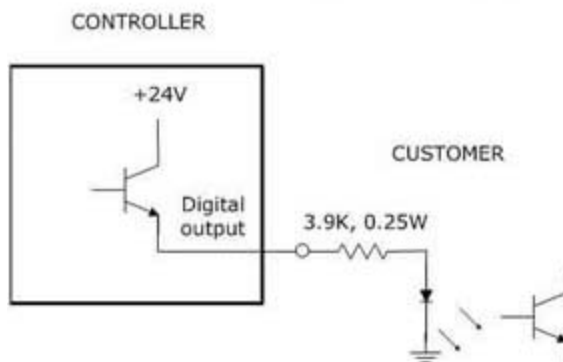 CONTROLLER
+24V
CUSTOMER
Digital
output
3.9K, 0.25W